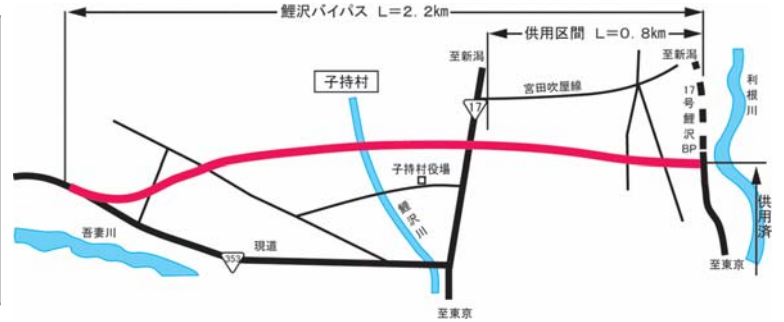 鯉沢バイパス L=2.2km
供用区間 L=0.8km
至新潟
至新潟
子持村
17
宮田吹屋線
利根川
17号鯉沢BP
子持村役場
鯉沢川
吾妻川
現道
353
供用済
至東京
至東京